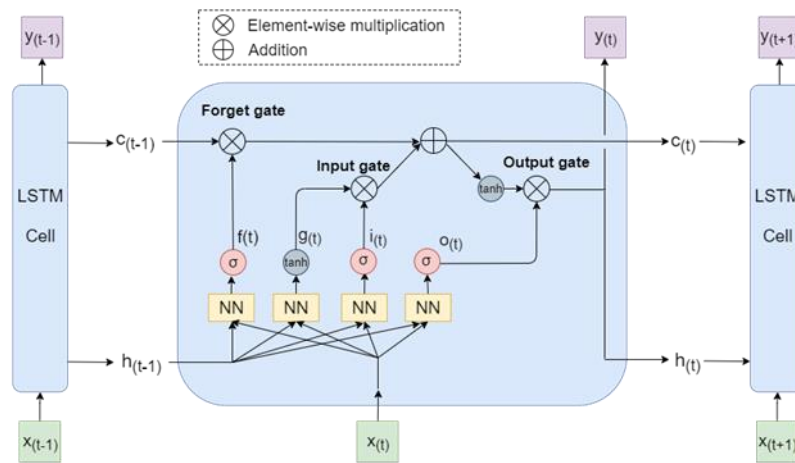 y(t-1)
Element-wise multiplication
Addition
y(t)
y(t+1)
Forget gate
c(t-1)
Input gate
Output gate
c(t)
tanh
LSTM
Cell
f(t)
g(t)
i(t)
o(t)
LSTM
Cell
σ
tanh
σ
σ
NN
NN
NN
NN
h(t-1)
h(t)
x(t-1)
x(t)
x(t+1)